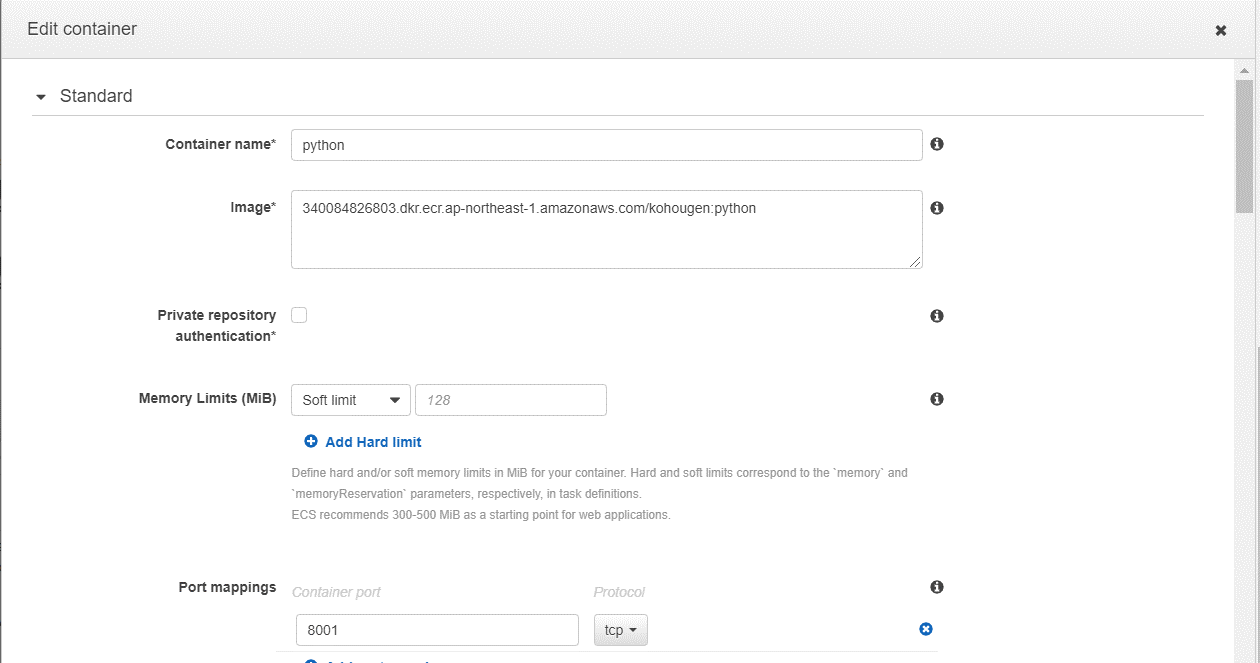 Edit container
Standard
Container name*
python
Image*
340084826803.dkr.ecr.ap-northeast-1.amazonaws.com/kohougen:python
Private repository
authentication*
Memory Limits (MiB)
Soft limit
128
Add Hard limit
Define hard and/or soft memory limits in MiB for your container. Hard and soft limits correspond to the `memory` and
`memoryReservation` parameters, respectively, in task definitions.
ECS recommends 300-500 MiB as a starting point for web applications.
Port mappings
Container port
Protocol
8001
tcp